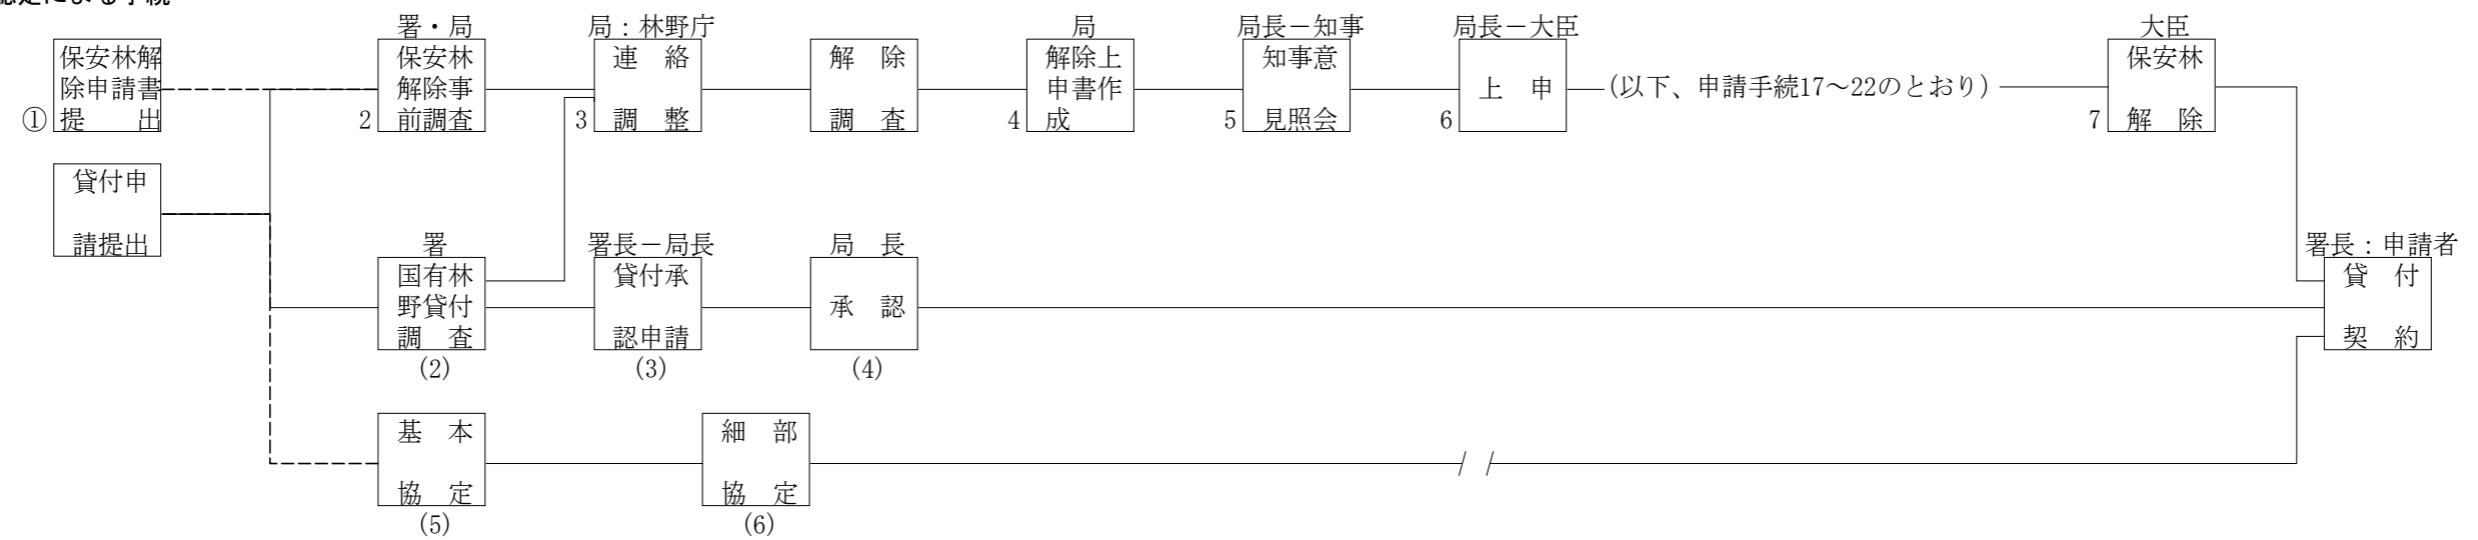 認定による手続
署・局
局：林野庁
局
局長－知事
局長－大臣
大臣
保安林解
除申請書
提　　出
①
保安林
解除事
前調査
2
連　絡
調　整
3
解　除
調　査
解除上
申書作
成
4
知事意
見照会
5
上　申
6
(以下、申請手続17～22のとおり)
保安林
解　除
7
貸付申
請提出
署
国有林
野貸付
調　査
(2)
署長－局長
貸付承
認申請
(3)
局　長
承　認
(4)
署長：申請者
貸　付
契　約
基　本
協　定
(5)
細　部
協　定
(6)